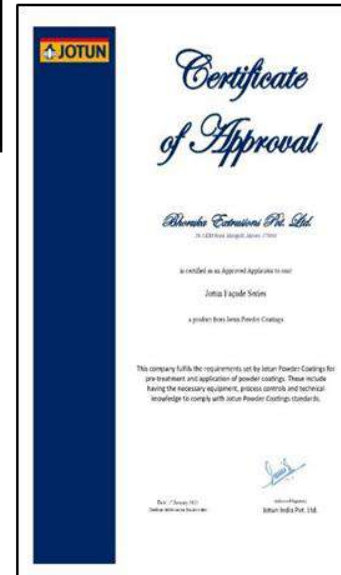 JOTUN
Certificate
of Approval
Bhoruka Extrusions Pvt. Ltd.
is certified as an Approved Applicator to coat
Jotun Façade Series
a product from Jotun Powder Coatings
This company fulfils the requirements set by Jotun Powder Coatings for
pre-treatment and application of powder coatings. These include
having the necessary equipment, process controls and technical
knowledge to comply with Jotun Powder Coatings standards.
Jotun India Pvt. Ltd.